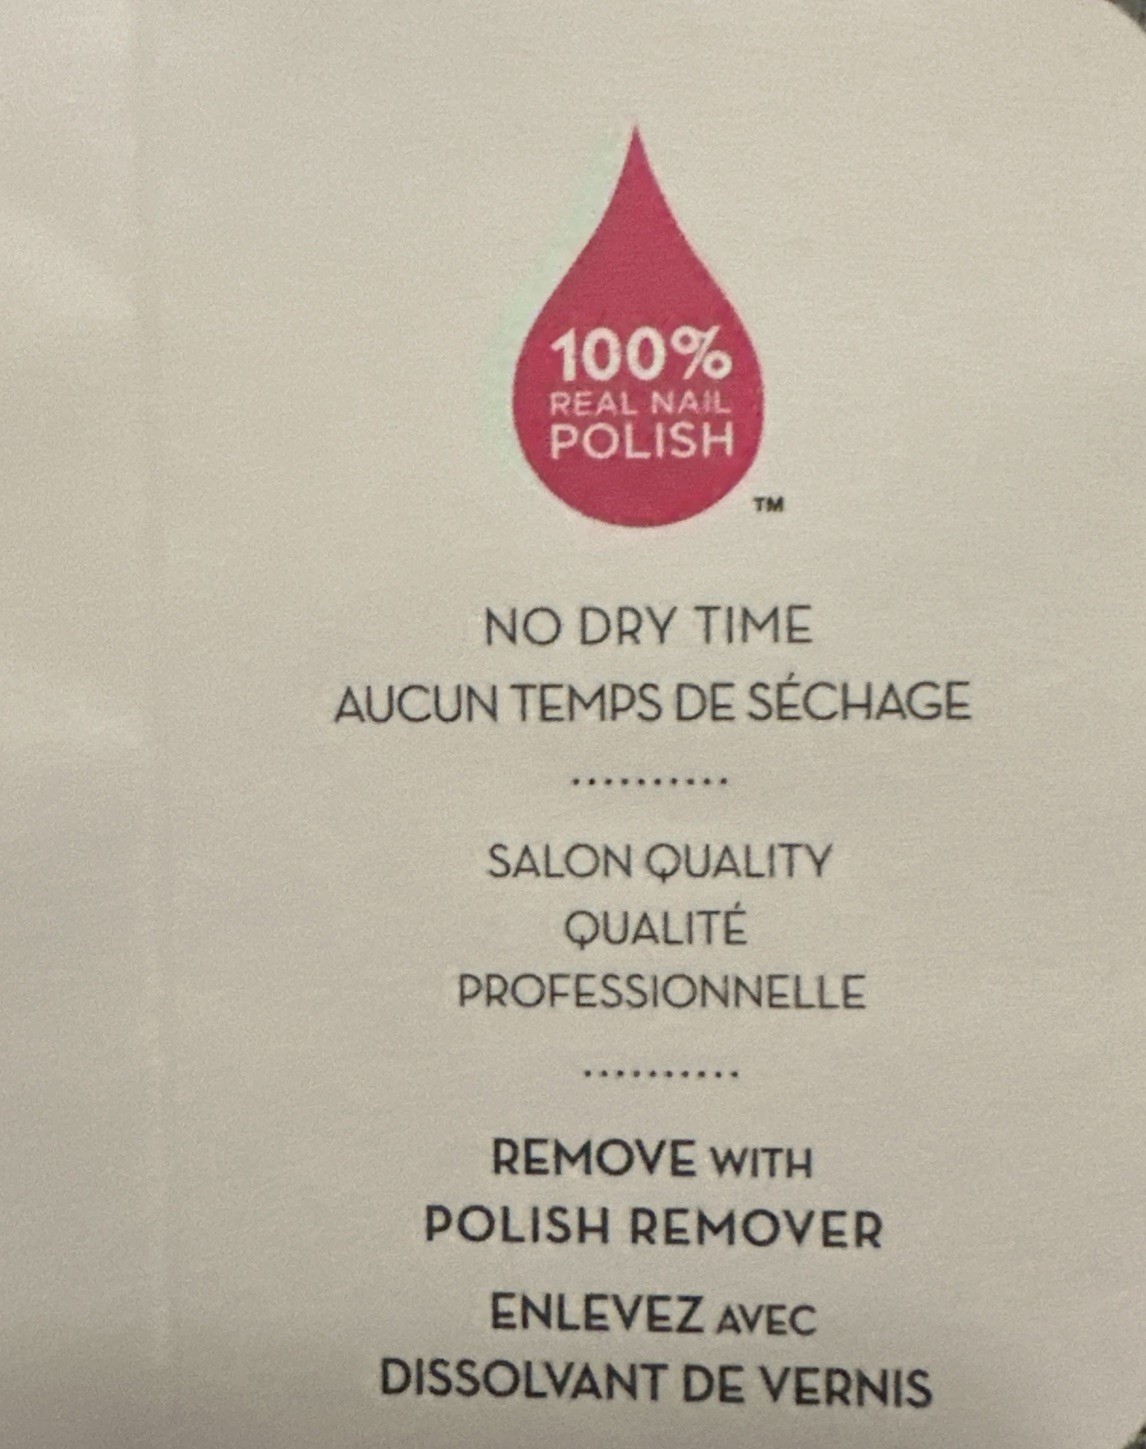 100%
REAL NAIL
POLISH
™
NO DRY TIME
AUCUN TEMPS DE SÉCHAGE
..........
SALON QUALITY
QUALITÉ
PROFESSIONNELLE
..........
REMOVE WITH
POLISH REMOVER
ENLEVEZ AVEC
DISSOLVANT DE VERNIS